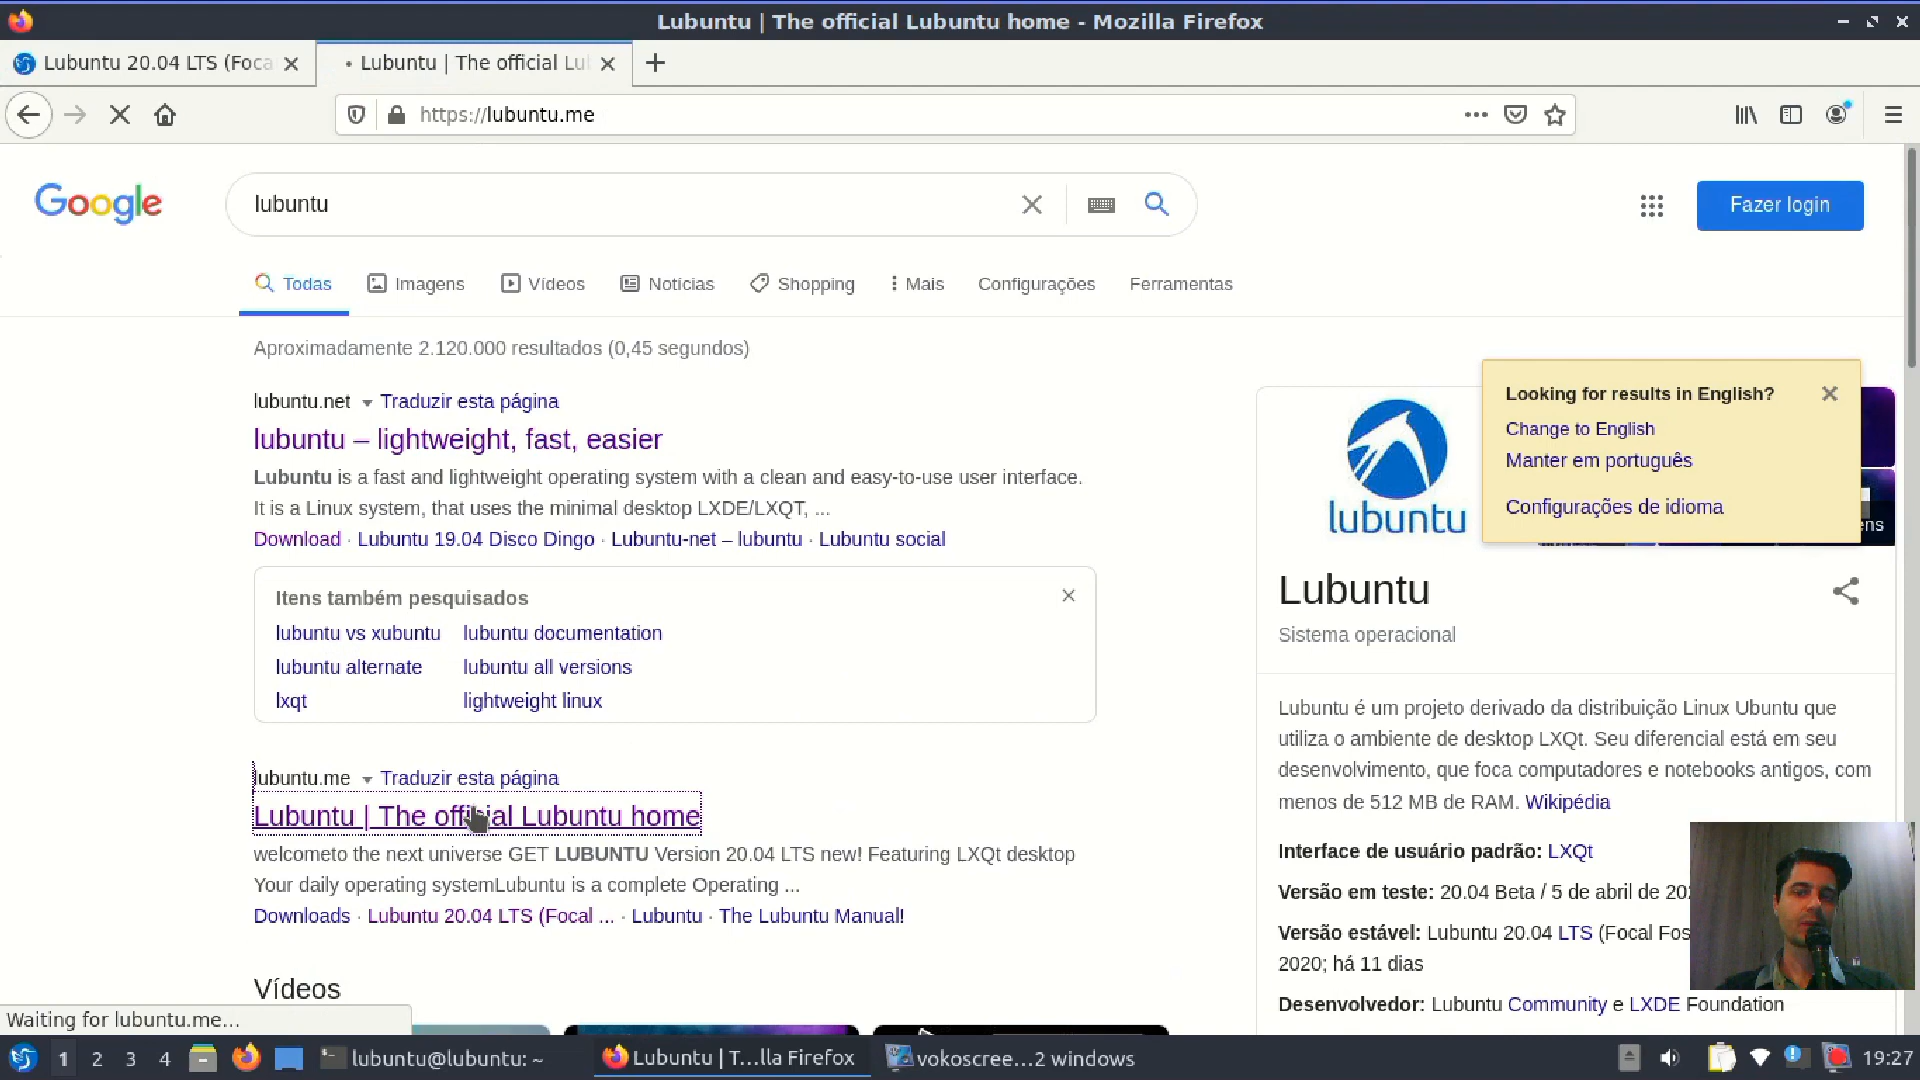 Lubuntu | The official Lubuntu home - Mozilla Firefox
Lubuntu 20.04 LTS (Foca
Lubuntu | The official Lu
https://lubuntu.me
Google
lubuntu
Fazer login
Todas
Imagens
Vídeos
Notícias
Shopping
Mais
Configurações
Ferramentas
Aproximadamente 2.120.000 resultados (0,45 segundos)
lubuntu.net
Traduzir esta página
lubuntu – lightweight, fast, easier
Lubuntu is a fast and lightweight operating system with a clean and easy-to-use user interface.
It is a Linux system, that uses the minimal desktop LXDE/LXQT, ...
Download · Lubuntu 19.04 Disco Dingo · Lubuntu-net – lubuntu · Lubuntu social
Itens também pesquisados
lubuntu vs xubuntu
lubuntu documentation
lubuntu alternate
lubuntu all versions
lxqt
lightweight linux
lubuntu.me
Traduzir esta página
Lubuntu | The official Lubuntu home
welcometo the next universe GET LUBUNTU Version 20.04 LTS new! Featuring LXQt desktop
Your daily operating systemLubuntu is a complete Operating ...
Downloads · Lubuntu 20.04 LTS (Focal ... · Lubuntu · The Lubuntu Manual!
Vídeos
Waiting for lubuntu.me...
lubuntu
Looking for results in English?
Change to English
Manter em português
Configurações de idioma
ens
Lubuntu
Sistema operacional
Lubuntu é um projeto derivado da distribuição Linux Ubuntu que
utiliza o ambiente de desktop LXQt. Seu diferencial está em seu
desenvolvimento, que foca computadores e notebooks antigos, com
menos de 512 MB de RAM. Wikipédia
Interface de usuário padrão: LXQt
Versão em teste: 20.04 Beta / 5 de abril de 202
Versão estável: Lubuntu 20.04 LTS (Focal Fos
2020; há 11 dias
Desenvolvedor: Lubuntu Community e LXDE Foundation
1
2
3
4
lubuntu@lubuntu: ~
Lubuntu | T...lla Firefox
vokoscree...2 windows
19:27